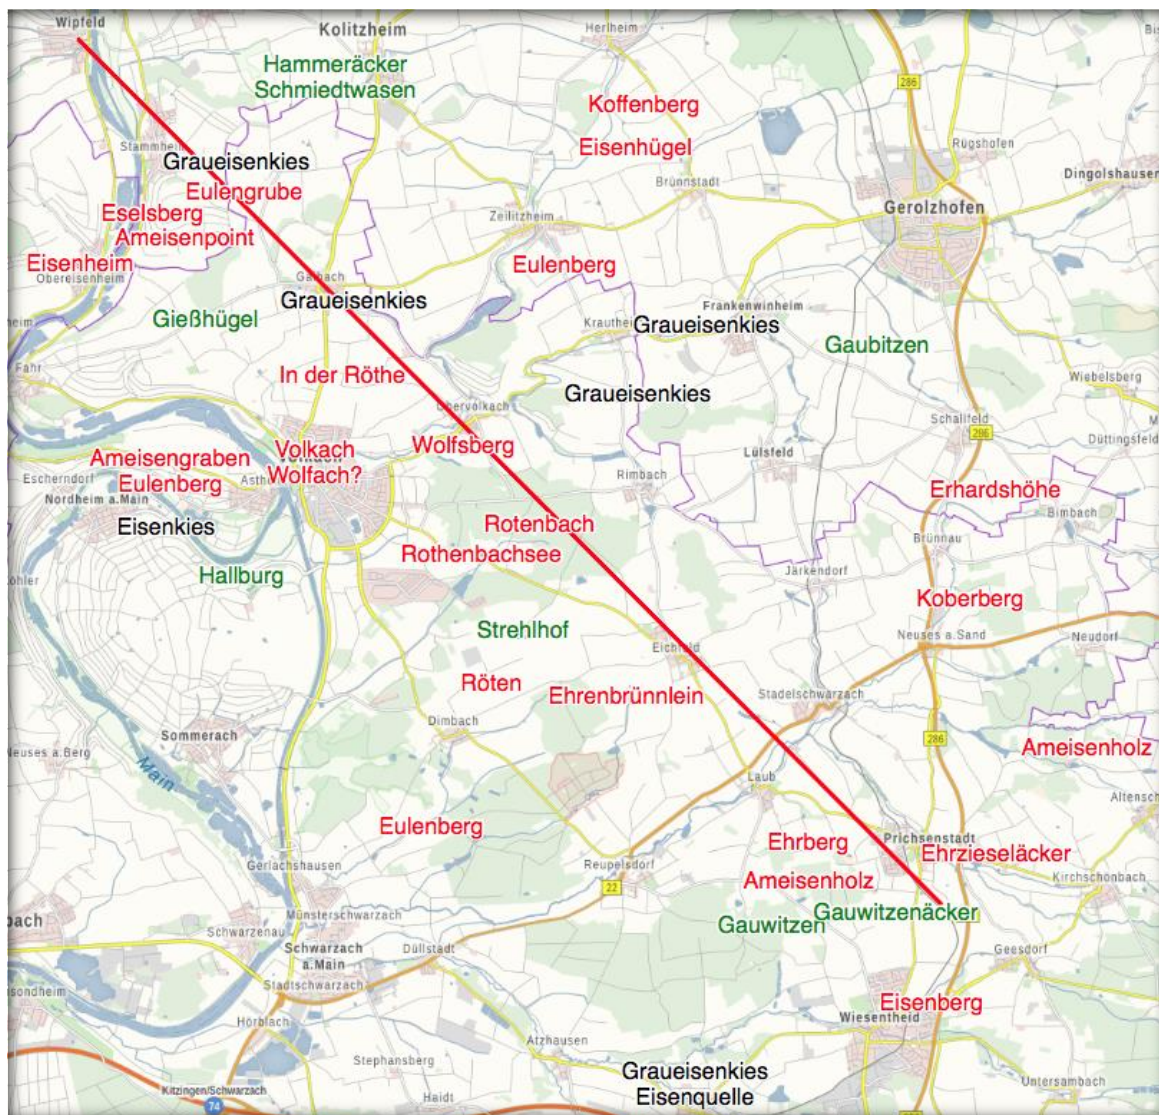 Wipfeld
Kolitzheim
Herlheim
Hammeräcker
Schmiedtwasen
286
Koffenberg
Stammheim
Eisenhügel
Rügshofen
Graueisenkies
Dingolshausen
Eulengrube
Brünnstadt
Eselsberg
Zeilitzheim
Gerolzhofen
Ameisenpoint
Eisenheim
Eulenberg
Obereisenheim
Gaibach
Graueisenkies
Frankenwinheim
Gießhügel
Krauthei
Graueisenkies
Gaubitzen
Fahr
In der Röthe
Graueisenkies
Wiebelsberg
Obervolkach
Schallfeld
286
Düttingsfeld
Volkach
Wolfsberg
Lülsfeld
Ameisengraben
Wolfach?
Rimbach
Escherndorf
Eulenberg
Asthe
Erhardshöhe
Nordheim a.Main
Bimbach
Eisenkies
Rotenbach
Brünnau
Rothenbachsee
Hallburg
Järkendorf
Koberberg
Strehlhof
Neuses a.Sand
Neudorf
Eichfeld
Röten
Ehrenbrünnlein
Stadelschwarzach
Dimbach
Sommerach
286
Ameisenholz
Neuses a.Berg
Main
Laub
Altensch
Eulenberg
Ehrberg
Prichsenstadt
Ehrzieseläcker
Gerlachshausen
Reupelsdorf
Ameisenholz
Kirchschönbach
22
Gauwitzenäcker
Münsterschwarzach
Gauwitzen
bach
Schwarzenau
Schwarzach
a.Main
Düllstadt
Geesdorf
Stadtschwarzach
Eisenberg
Hörblach
Wiesentheid
Atzhausen
Stephansberg
Graueisenkies
Untersambach
Kitzingen/Schwarzach
Haidt
Eisenquelle
74